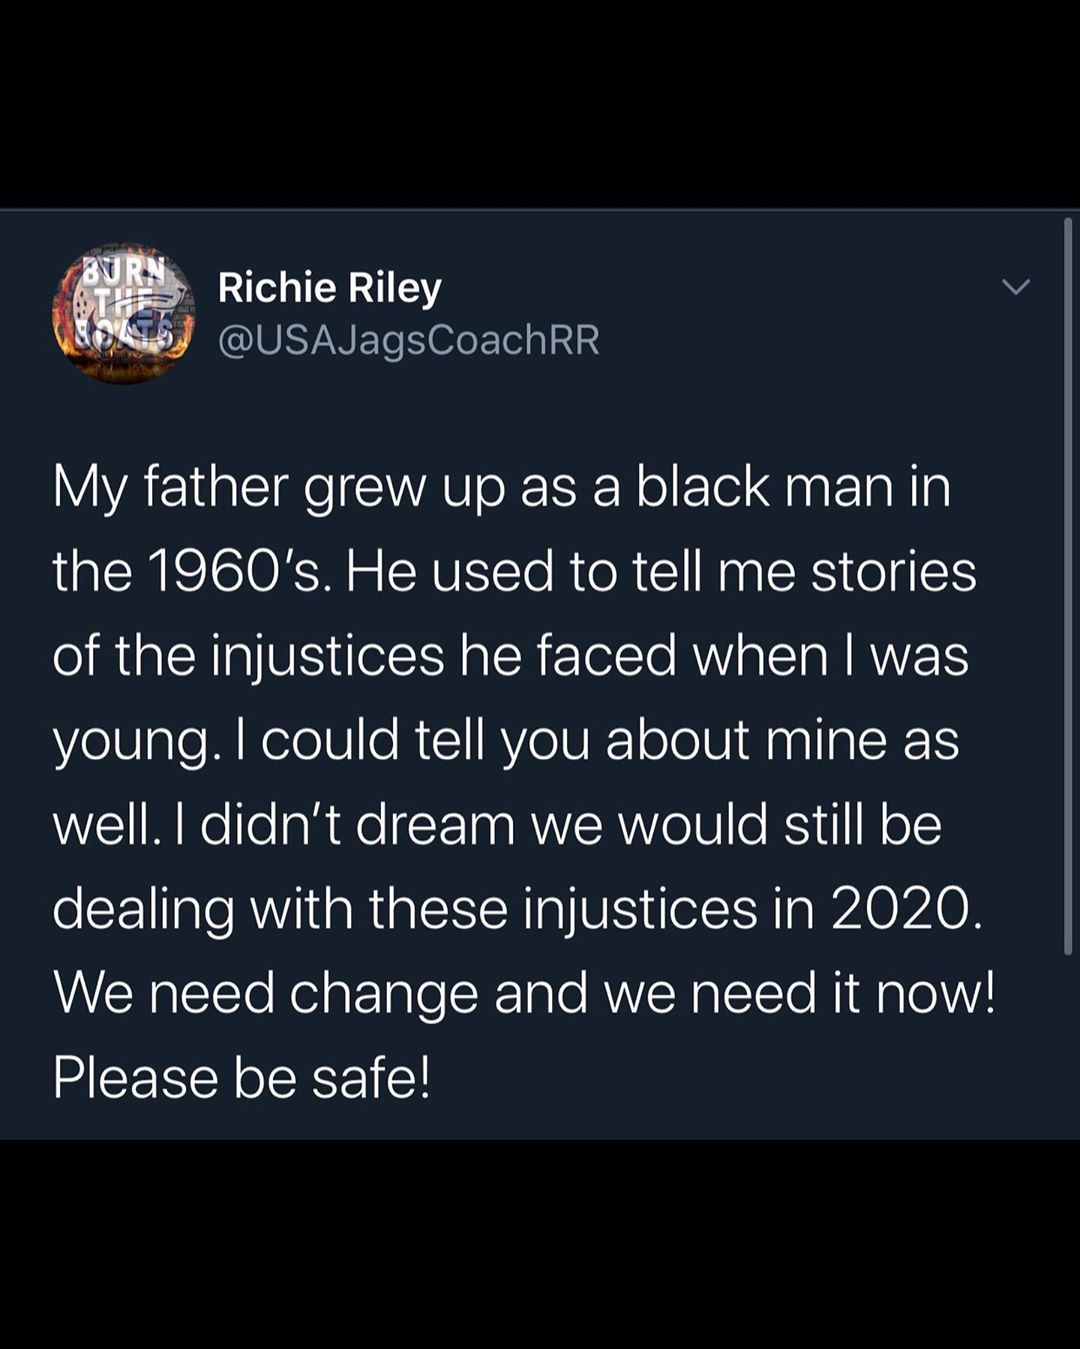 BURN
THE
BOATS
Richie Riley
@USAJagsCoachRR
My father grew up as a black man in
the 1960's. He used to tell me stories
of the injustices he faced when I was
young. I could tell you about mine as
well. I didn't dream we would still be
dealing with these injustices in 2020.
We need change and we need it now!
Please be safe!